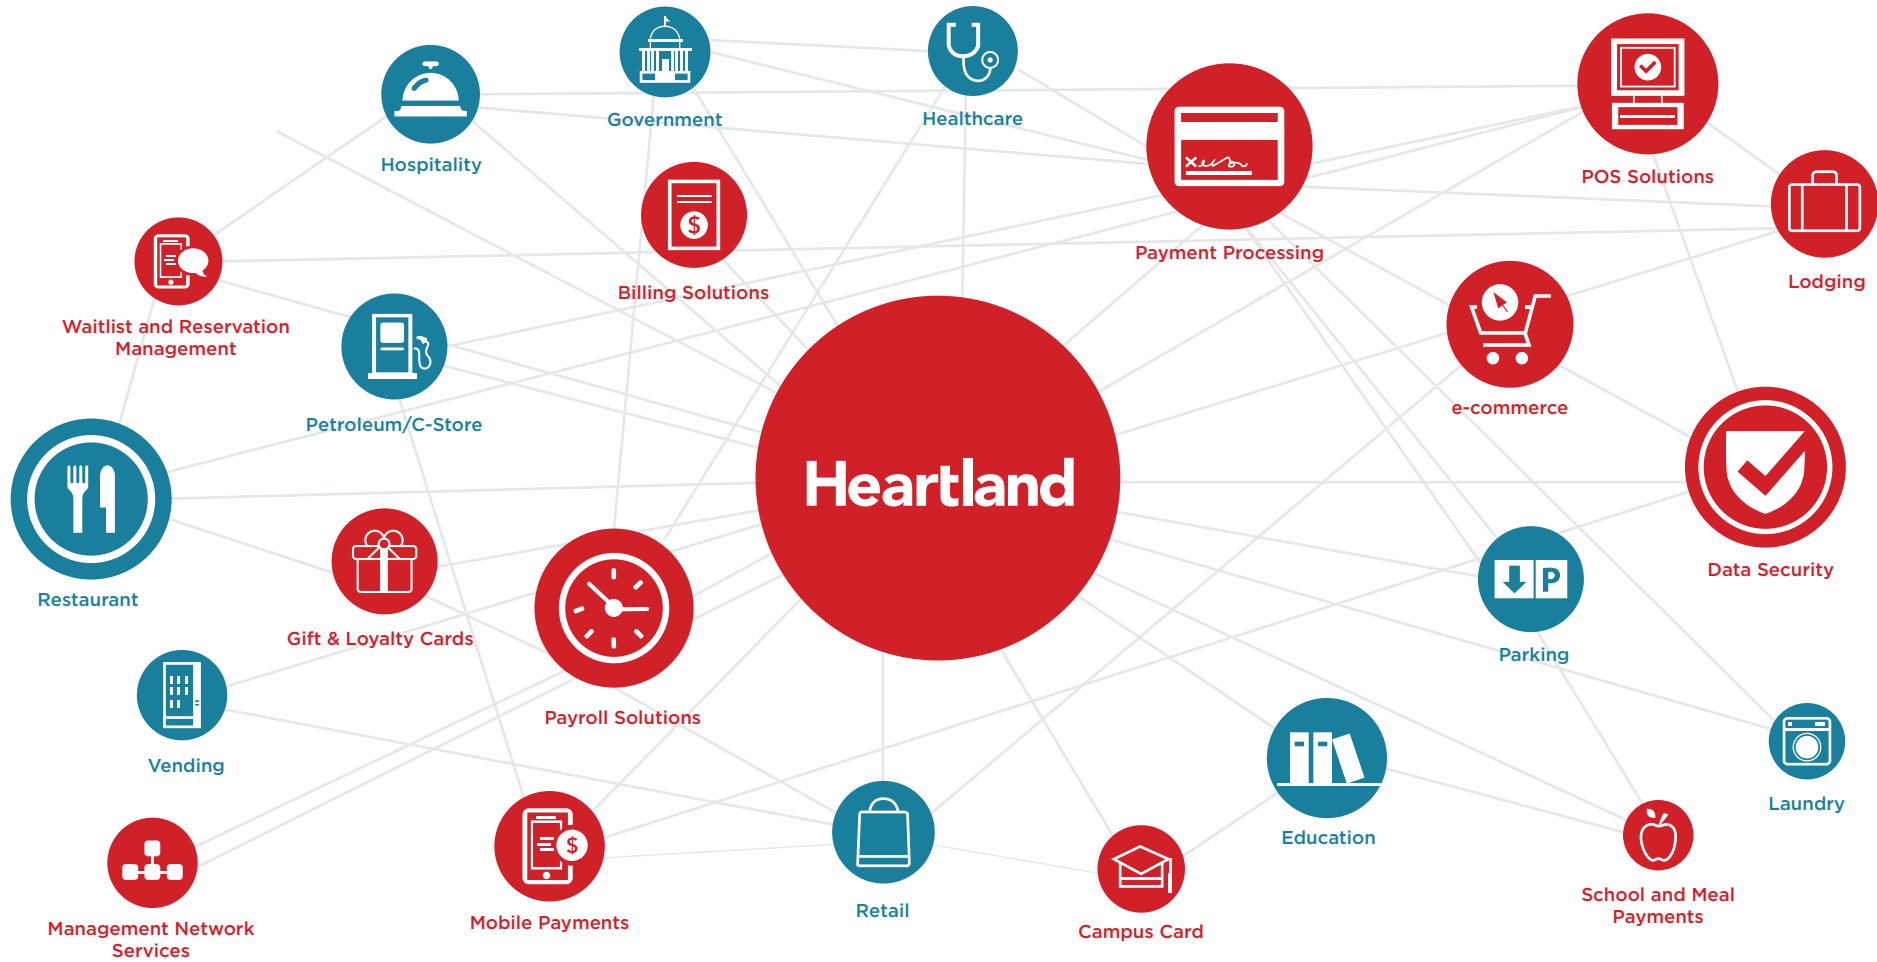 Government
Healthcare
Hospitality
POS Solutions
Payment Processing
Lodging
$
Billing Solutions
Waitlist and Reservation
Management
Petroleum/C-Store
e-commerce
Heartland
Restaurant
Data Security
P
Gift & Loyalty Cards
Parking
Payroll Solutions
Vending
Laundry
Education
$
Mobile Payments
Retail
Campus Card
School and Meal
Payments
Management Network
Services